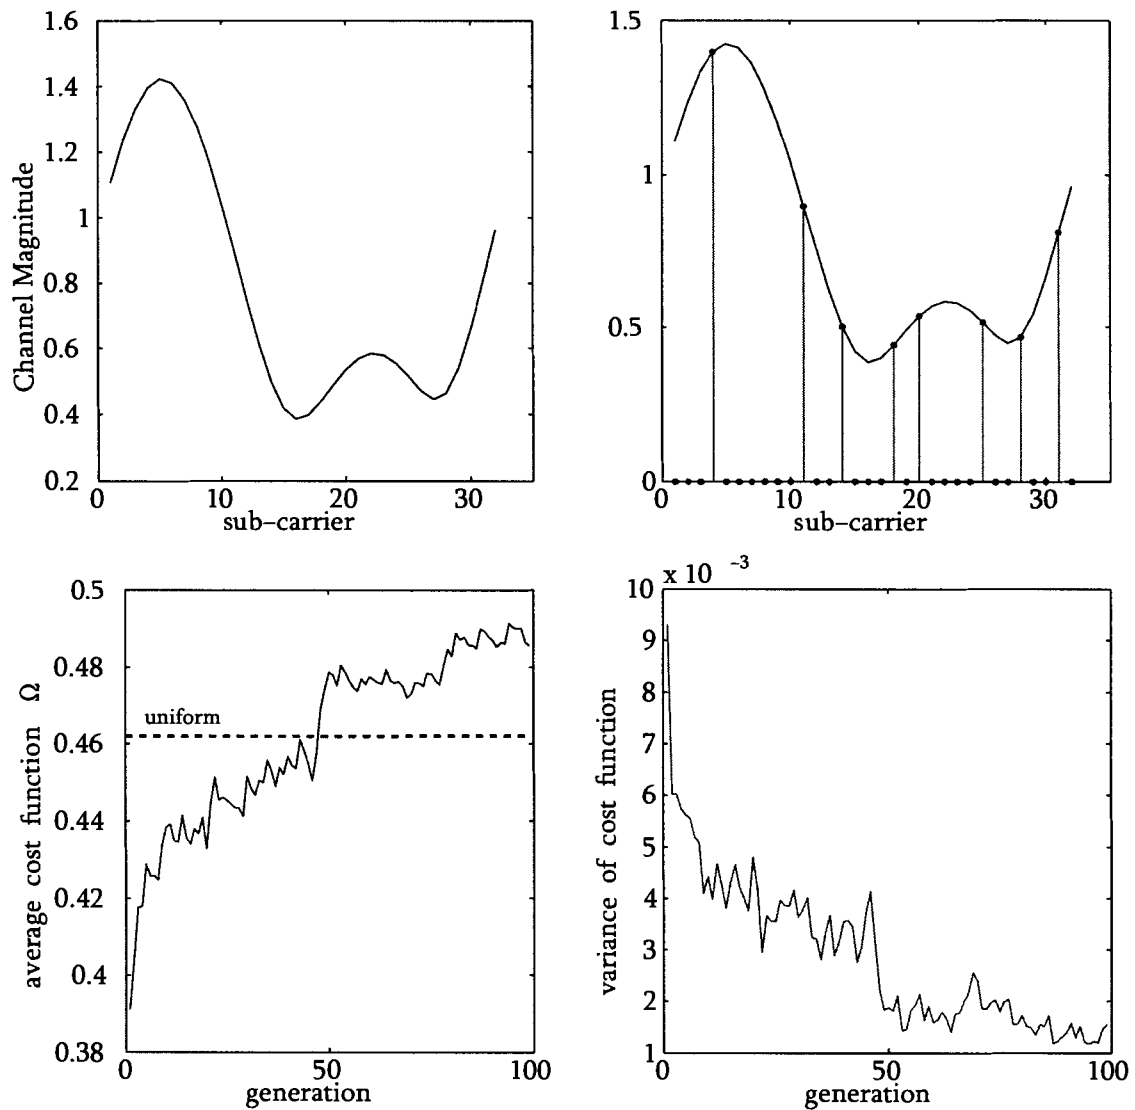 1.6
1.4
1.2
1
0.8
0.6
0.4
0.2
0 10 20 30
sub-carrier
Channel Magnitude
1.5
1
0.5
0
0 10 20 30
sub-carrier
0.5
0.48
0.46
0.44
0.42
0.4
0.38
0 50 100
generation
average cost function Ω
uniform
x 10 -3
10
9
8
7
6
5
4
3
2
1
0 50 100
generation
variance of cost function